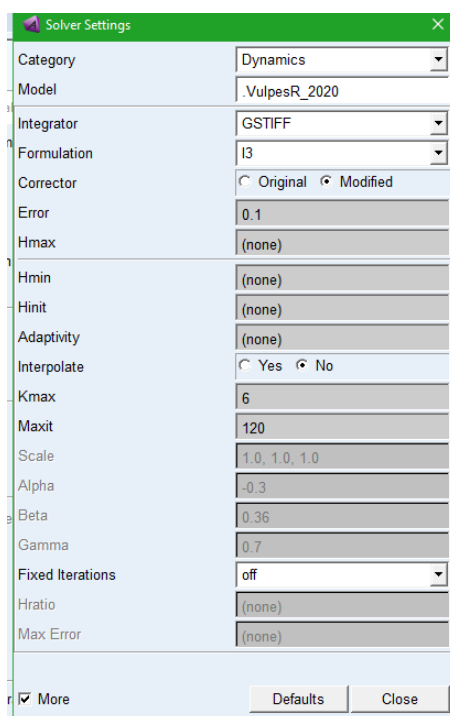 Solver Settings
Category Dynamics
Model .VulpesR_2020
Integrator GSTIFF
Formulation I3
Corrector Original Modified
Error 0.1
Hmax (none)
Hmin (none)
Hinit (none)
Adaptivity (none)
Interpolate Yes No
Kmax 6
Maxit 120
Scale 1.0, 1.0, 1.0
Alpha -0.3
Beta 0.36
Gamma 0.7
Fixed Iterations off
Hratio (none)
Max Error (none)
More Defaults Close